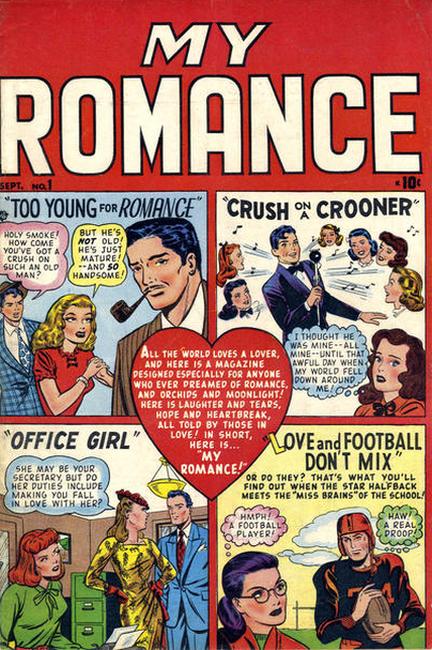 MY
ROMANCE
SEPT. NO.1
10¢
"TOO YOUNG FOR ROMANCE"
HOLY SMOKE!
HOW COME
YOU'VE GOT A
CRUSH ON
SUCH AN OLD
MAN?
BUT HE'S
NOT OLD!
HE'S JUST
MATURE!
--AND SO
HANDSOME!
"CRUSH ON A CROONER"
I THOUGHT HE
WAS MINE--ALL
MINE--UNTIL THAT
AWFUL DAY WHEN
MY WORLD FELL
DOWN AROUND
ME!
ALL THE WORLD LOVES A LOVER,
AND HERE IS A MAGAZINE
DESIGNED ESPECIALLY FOR ANYONE
WHO EVER DREAMED OF ROMANCE,
AND ORCHIDS AND MOONLIGHT!
HERE IS LAUGHTER AND TEARS,
HOPE AND HEARTBREAK,
ALL TOLD BY THOSE IN
LOVE! IN SHORT,
HERE IS...
"MY
ROMANCE!"
"OFFICE GIRL"
SHE MAY BE YOUR
SECRETARY, BUT DO
HER DUTIES INCLUDE
MAKING YOU FALL
IN LOVE WITH HER?
"LOVE and FOOTBALL
DON'T MIX"
OR DO THEY? THAT'S WHAT YOU'LL
FIND OUT WHEN THE STAR HALFBACK
MEETS THE "MISS BRAINS" OF THE SCHOOL!
HMPH!
A FOOTBALL
PLAYER!
HAW!
A REAL
DROOP!